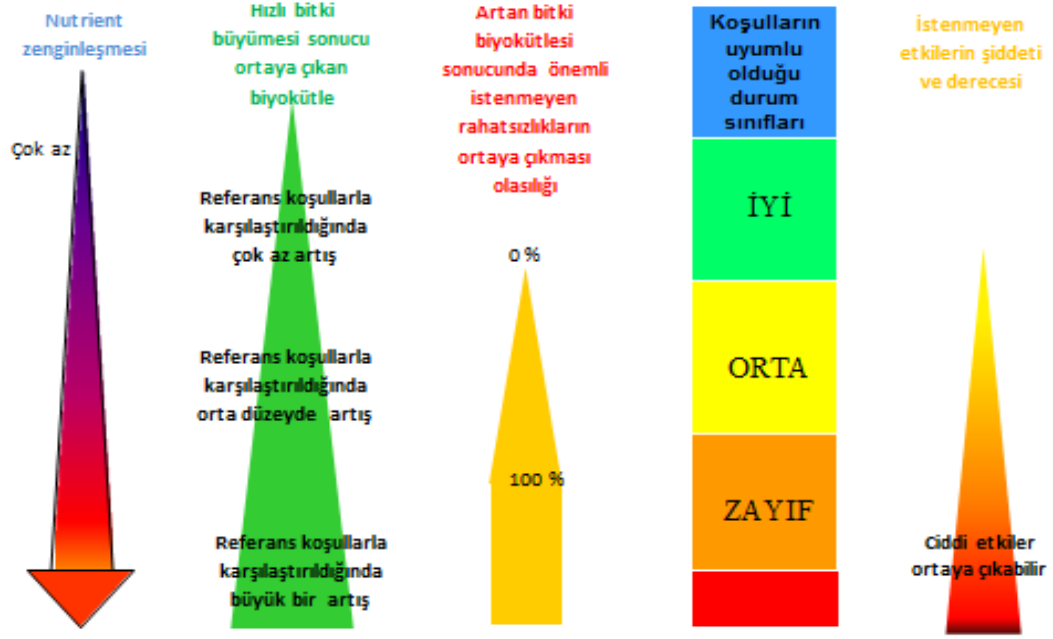 Nutrient
zenginleşmesi
Çok az
Hızlı bitki
büyümesi sonucu
ortaya çıkan
biyokütle
Referans koşullarla
karşılaştırıldığında
çok az artış
Referans koşullarla
karşılaştırıldığında
orta düzeyde artış
Referans koşullarla
karşılaştırıldığında
büyük bir artış
Artan bitki
biyokütlesi
sonucunda önemli
istenmeyen
rahatsızlıkların
ortaya çıkması
olasılığı
0 %
100 %
Koşulların
uyumlu
olduğu
durum
sınıfları
İYİ
ORTA
ZAYIF
İstenmeyen
etkilerin şiddeti
ve derecesi
Ciddi etkiler
ortaya çıkabilir